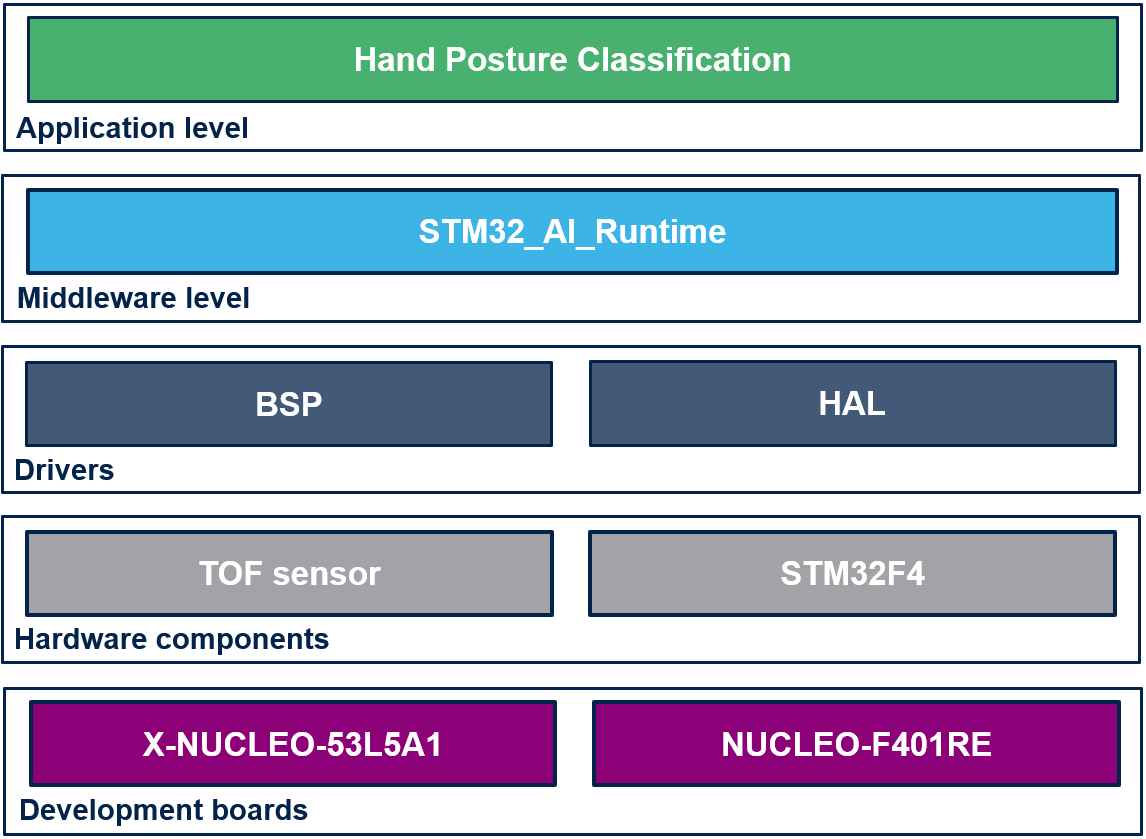 Hand Posture Classification
Application level
STM32_AI_Runtime
Middleware level
BSP
HAL
Drivers
TOF sensor
STM32F4
Hardware components
X-NUCLEO-53L5A1
NUCLEO-F401RE
Development boards